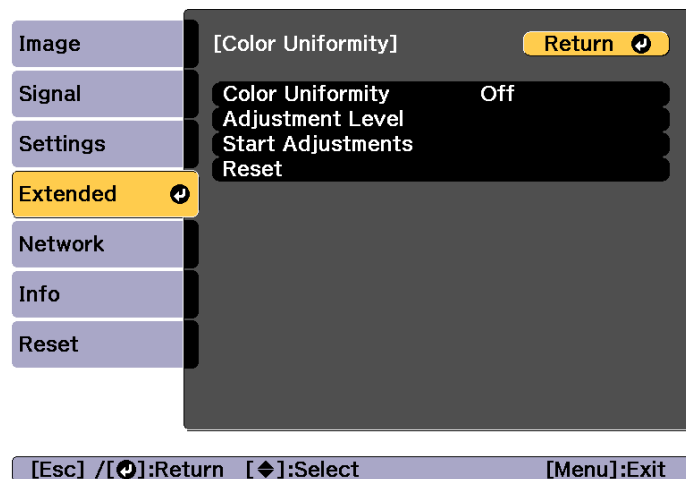 Image
Signal
Settings
Extended
Network
Info
Reset
[Color Uniformity]
Return
Color Uniformity Off
Adjustment Level
Start Adjustments
Reset
[Esc] /[]:Return []:Select [Menu]:Exit